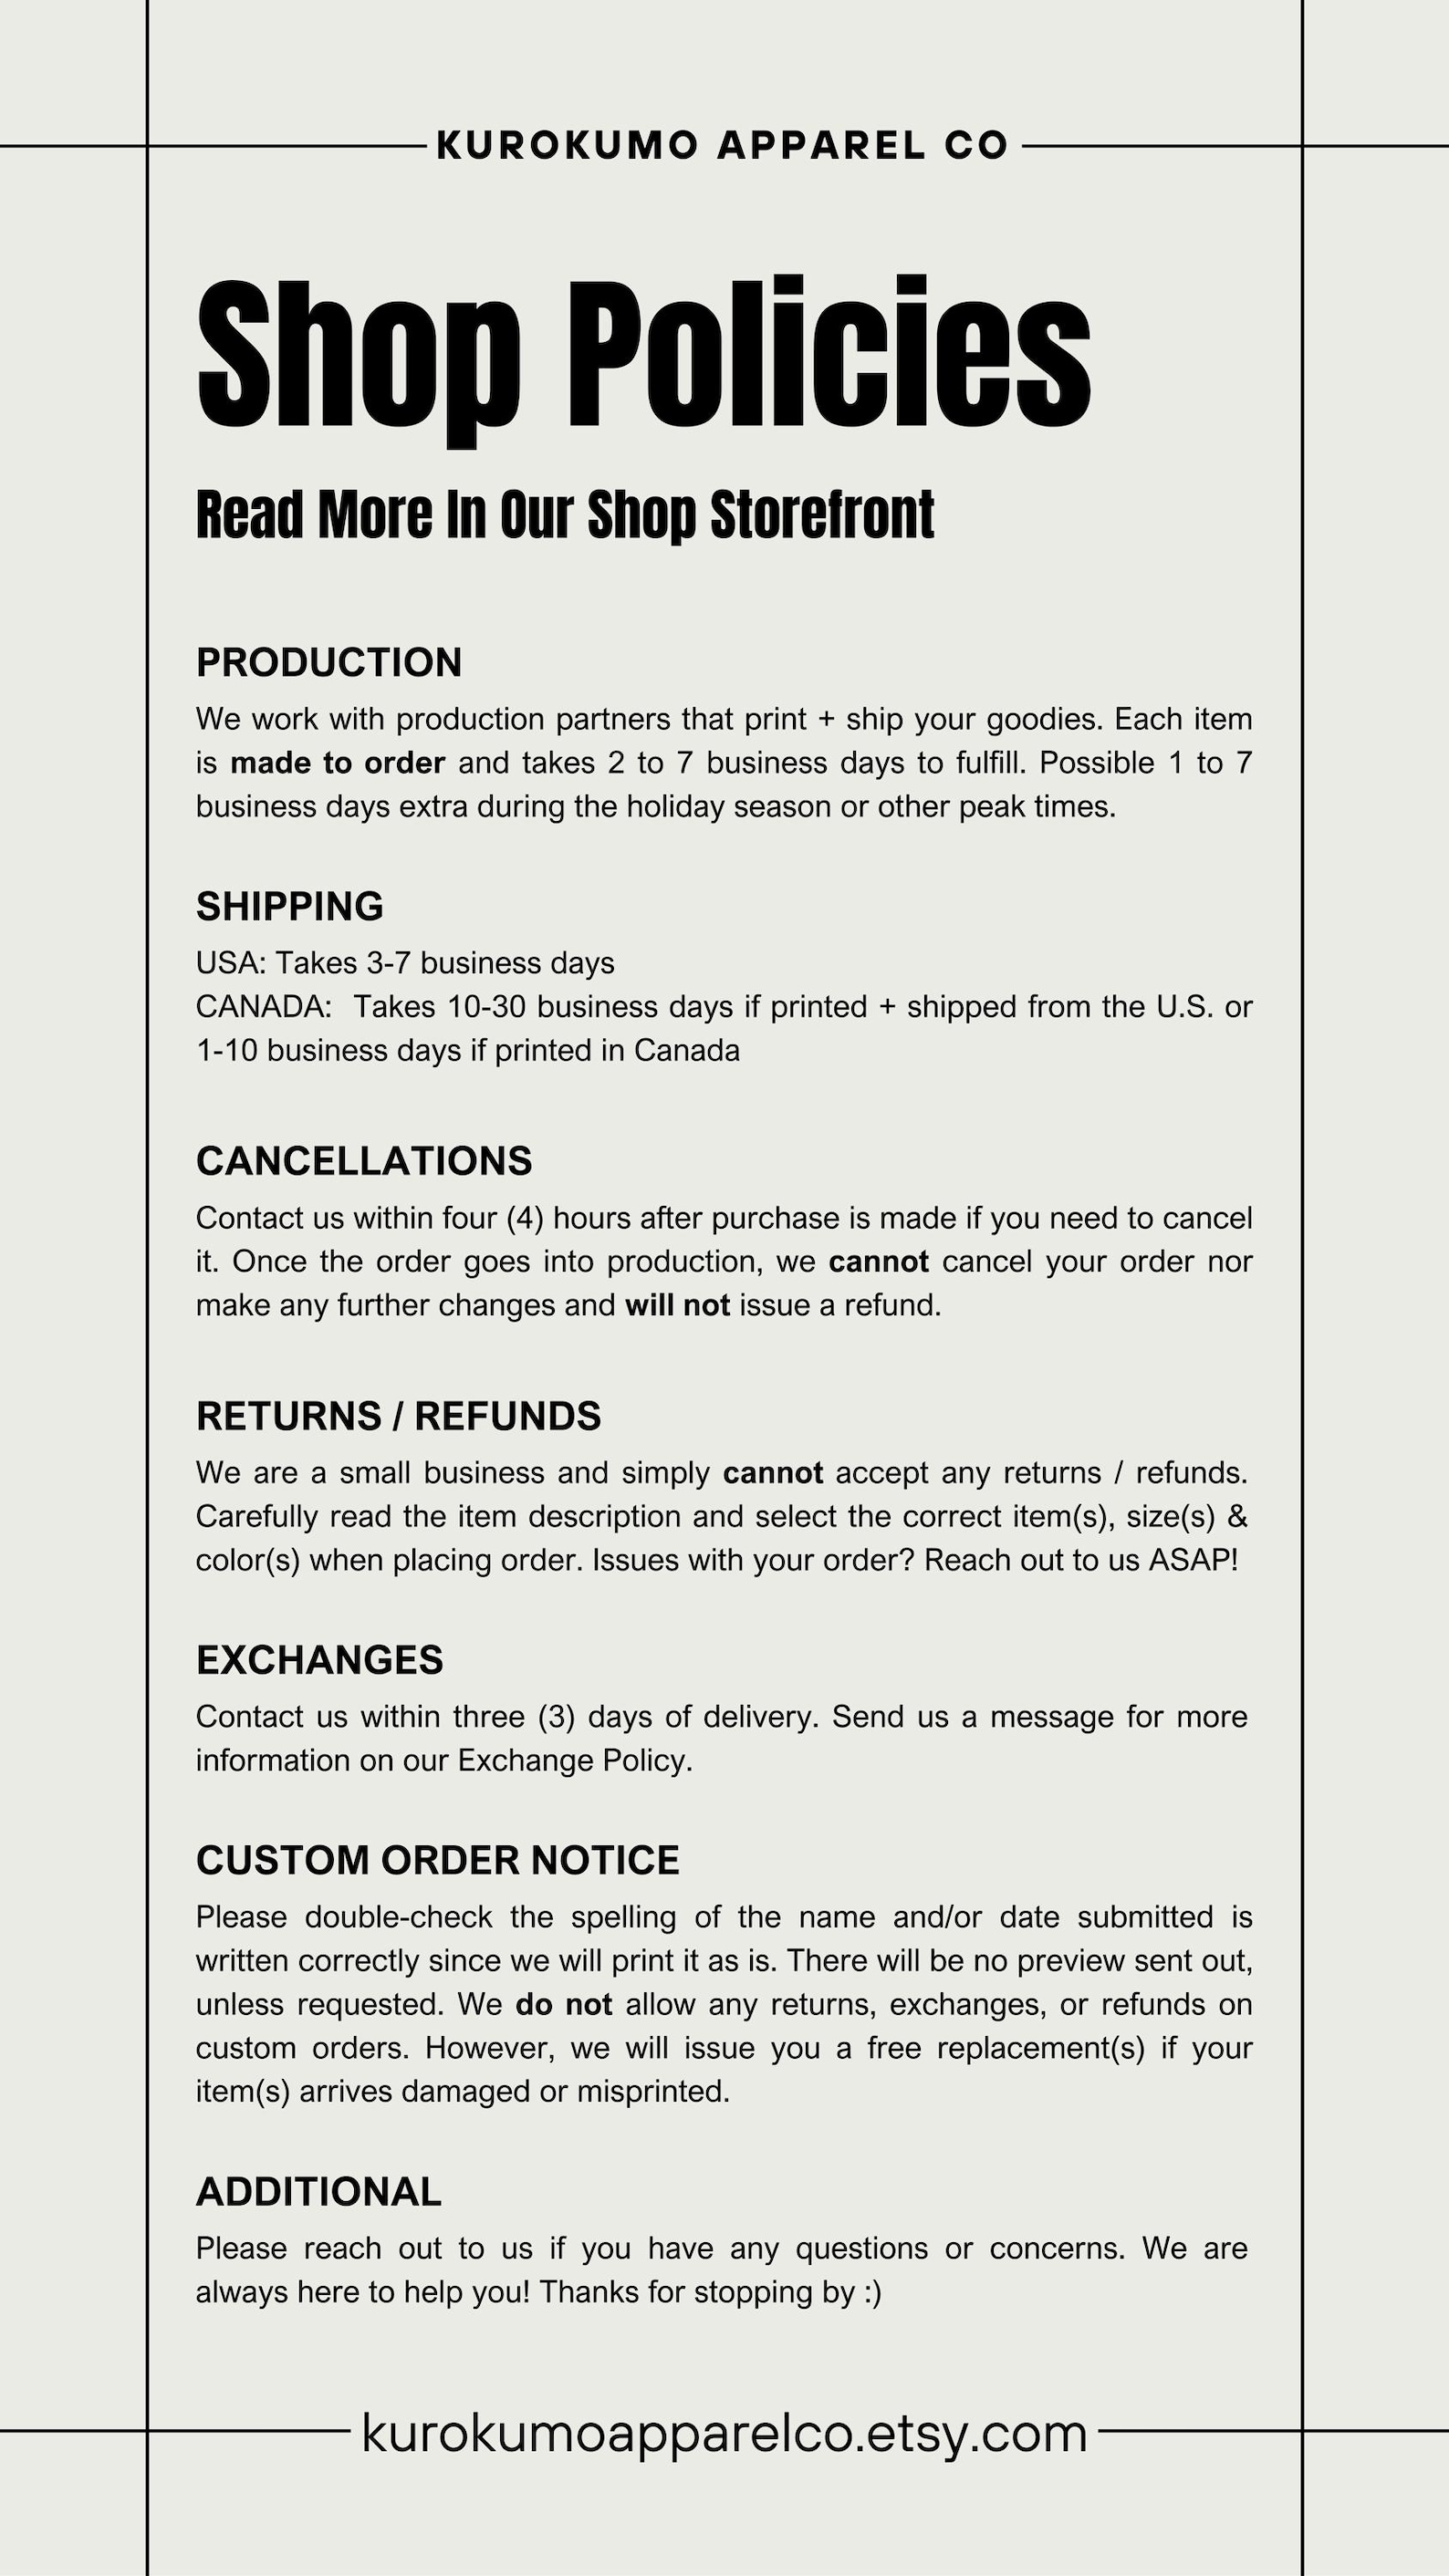 KUROKUMO APPAREL CO
Shop Policies
Read More In Our Shop Storefront
PRODUCTION
We work with production partners that print + ship your goodies. Each item
is made to order and takes 2 to 7 business days to fulfill. Possible 1 to 7
business days extra during the holiday season or other peak times.
SHIPPING
USA: Takes 3-7 business days
CANADA: Takes 10-30 business days if printed + shipped from the U.S. or
1-10 business days if printed in Canada
CANCELLATIONS
Contact us within four (4) hours after purchase is made if you need to cancel
it. Once the order goes into production, we cannot cancel your order nor
make any further changes and will not issue a refund.
RETURNS / REFUNDS
We are a small business and simply cannot accept any returns / refunds.
Carefully read the item description and select the correct item(s), size(s) &
color(s) when placing order. Issues with your order? Reach out to us ASAP!
EXCHANGES
Contact us within three (3) days of delivery. Send us a message for more
information on our Exchange Policy.
CUSTOM ORDER NOTICE
Please double-check the spelling of the name and/or date submitted is
written correctly since we will print it as is. There will be no preview sent out,
unless requested. We do not allow any returns, exchanges, or refunds on
custom orders. However, we will issue you a free replacement(s) if your
item(s) arrives damaged or misprinted.
ADDITIONAL
Please reach out to us if you have any questions or concerns. We are
always here to help you! Thanks for stopping by :)
kurokumoapparelco.etsy.com